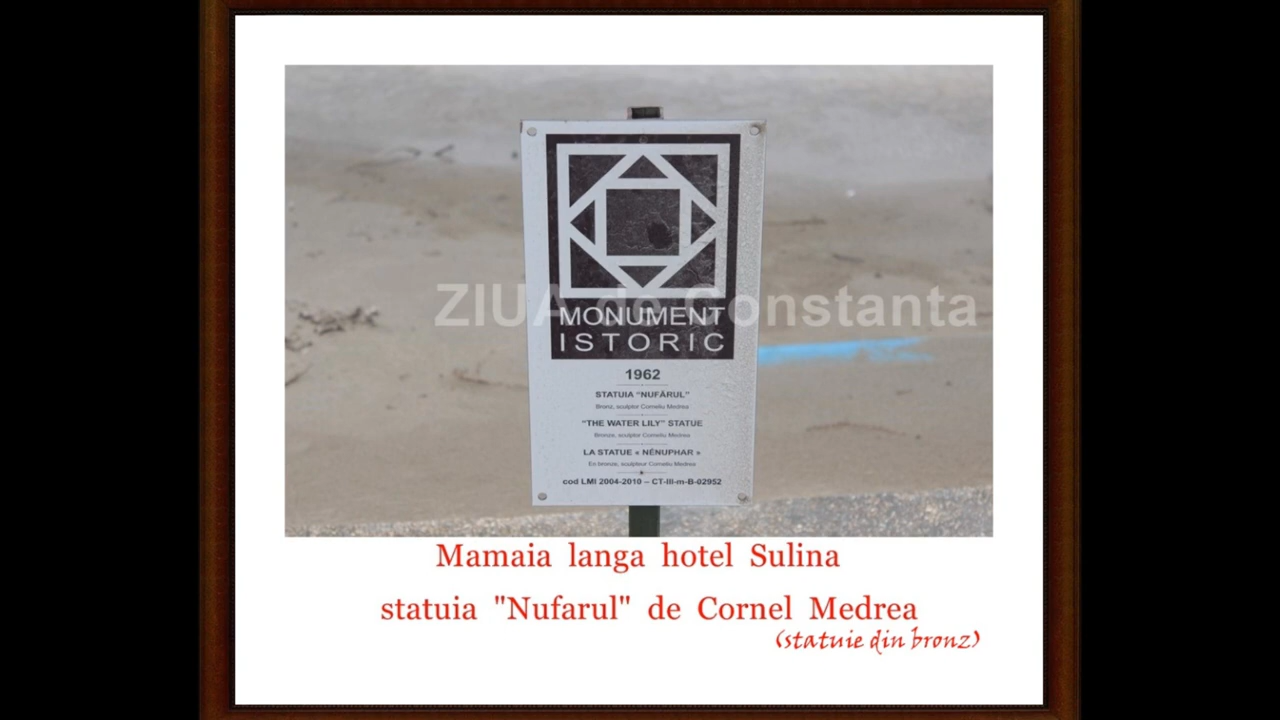 ZIUA de Constanta
MONUMENT
ISTORIC
1962
STATUIA “NUFĂRUL”
Bronz, sculptor Corneliu Medrea
“THE WATER LILY” STATUE
Bronze, sculptor Corneliu Medrea
LA STATUE « NÉNUPHAR »
En bronze, sculpteur Corneliu Medrea
cod LMI 2004-2010 – CT-III-m-B-02952
Mamaia langa hotel Sulina
statuia "Nufarul" de Cornel Medrea
(statuie din bronz)